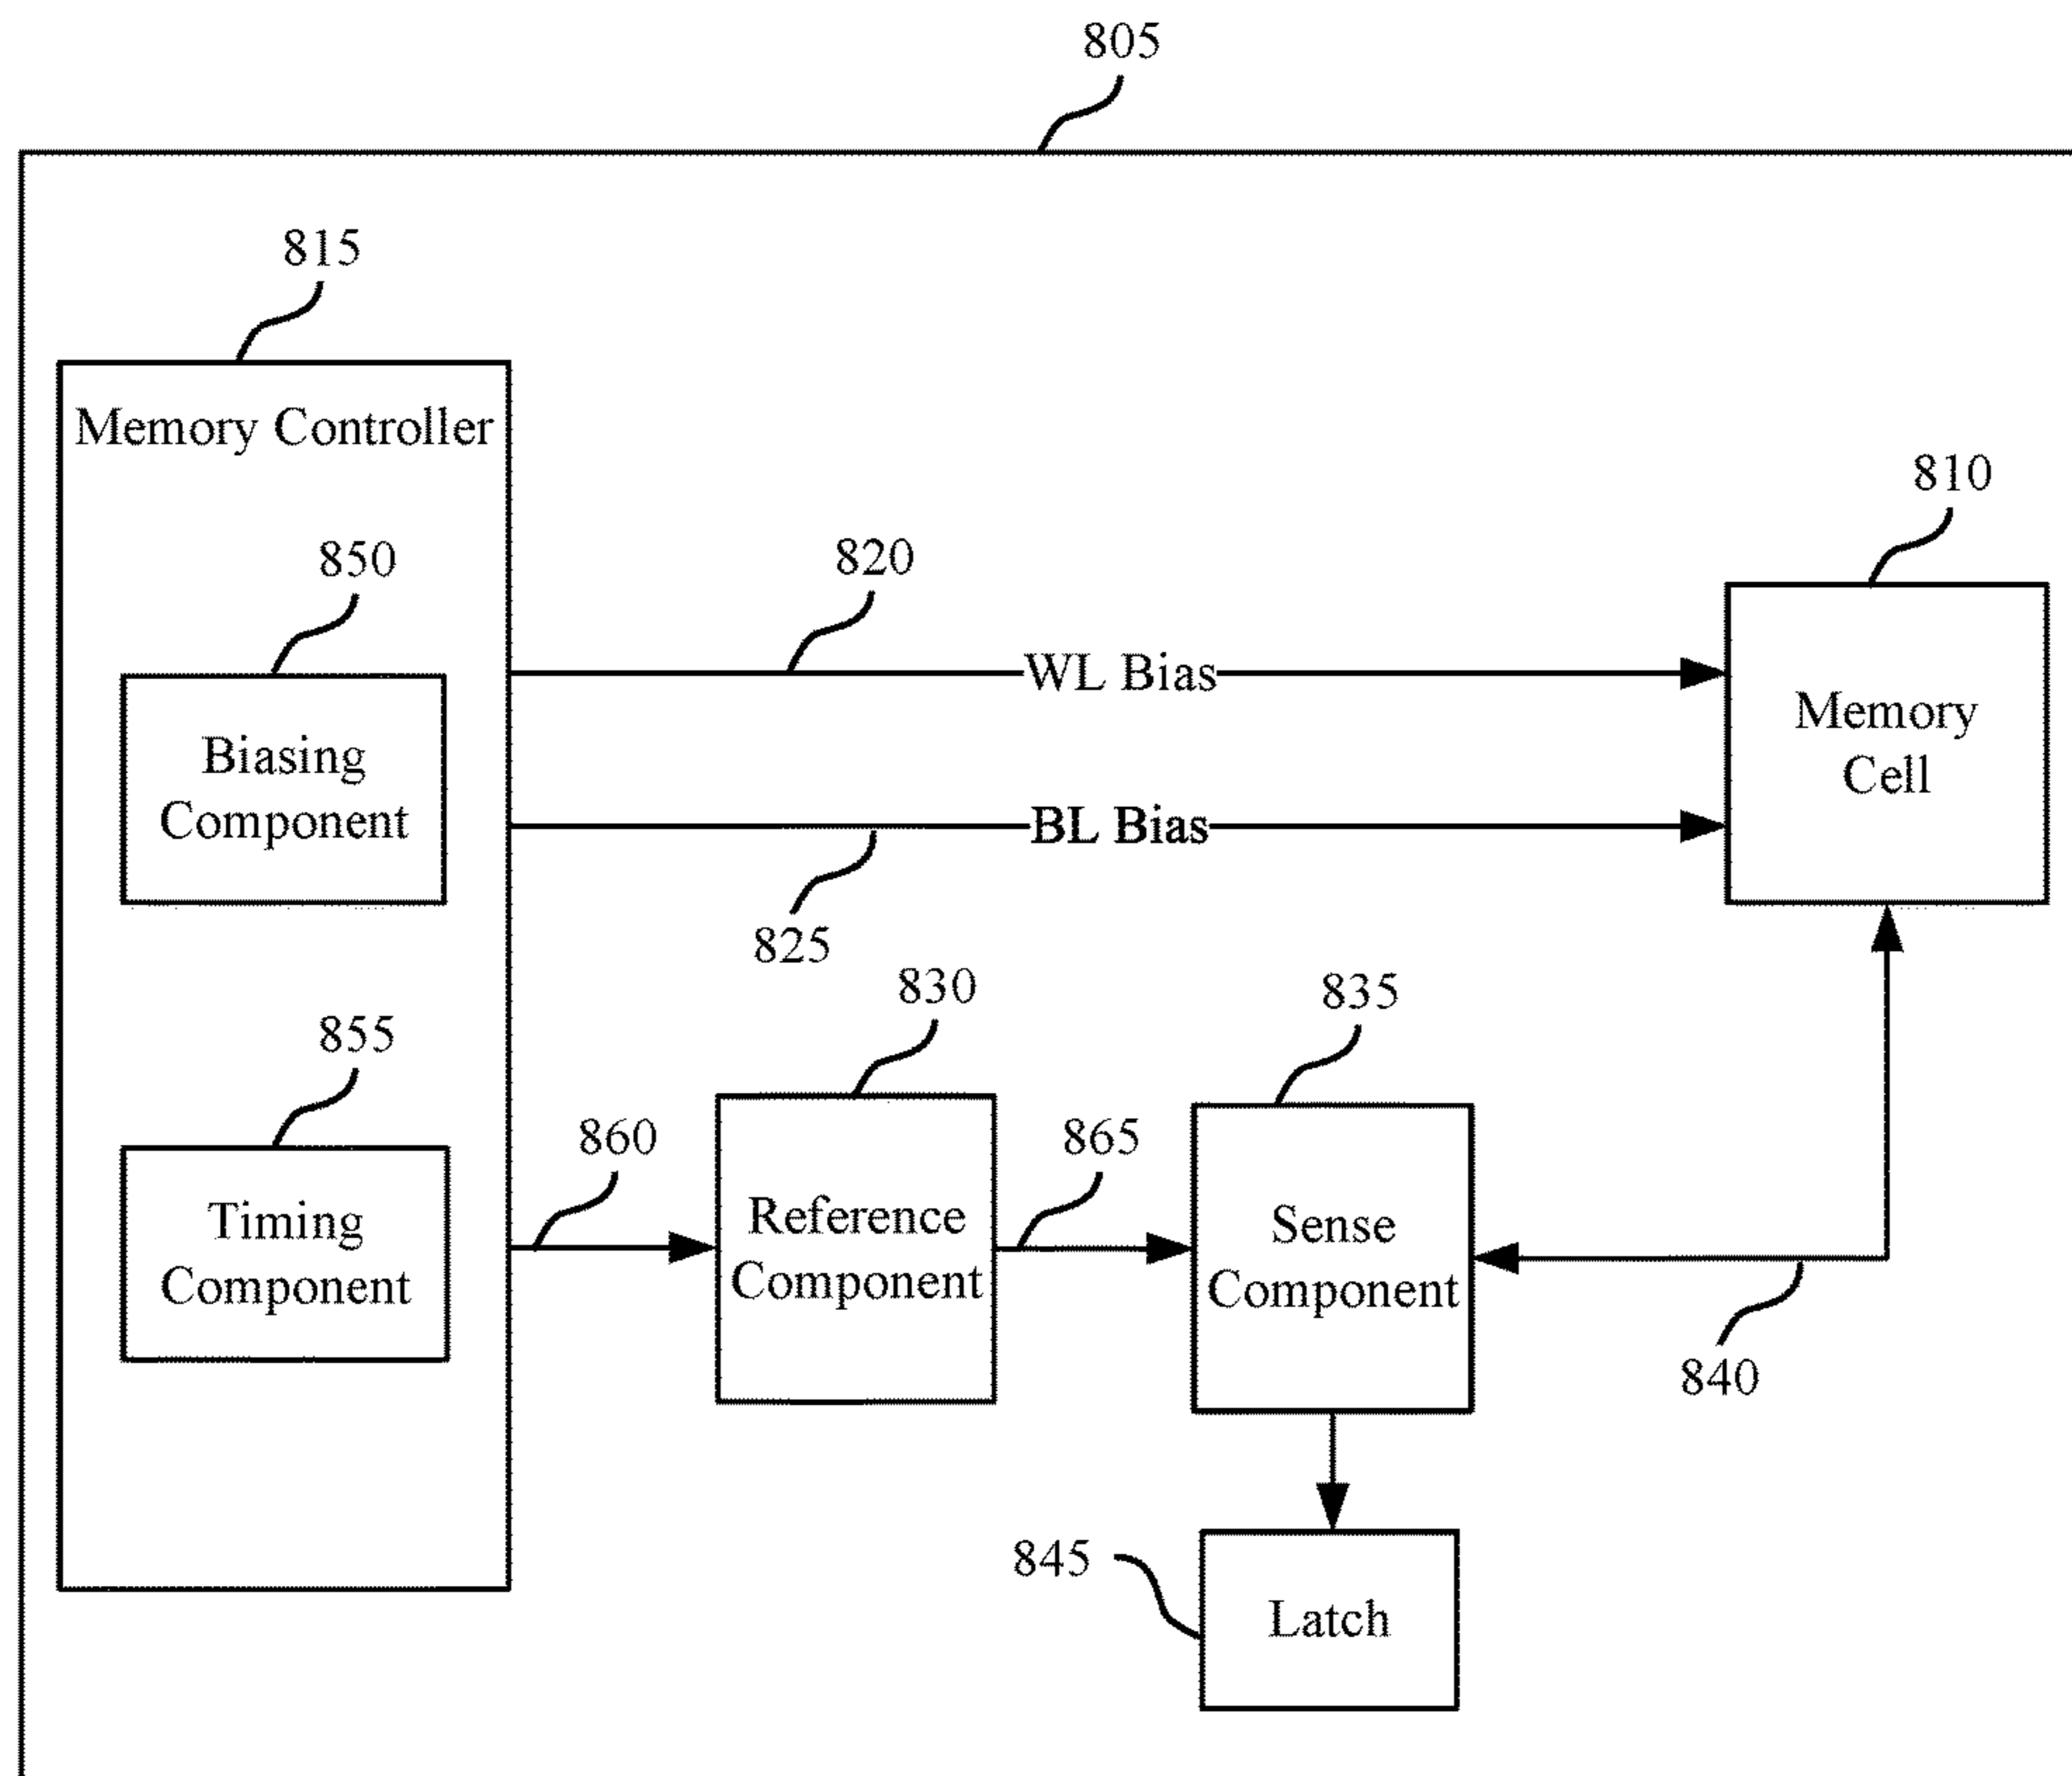 805
815
Memory Controller
810
850
820
WL Bias
Memory
Cell
Biasing
Component
BL Bias
825
830
835
855
860
865
Reference
Component
Sense
Component
Timing
Component
840
845
Latch